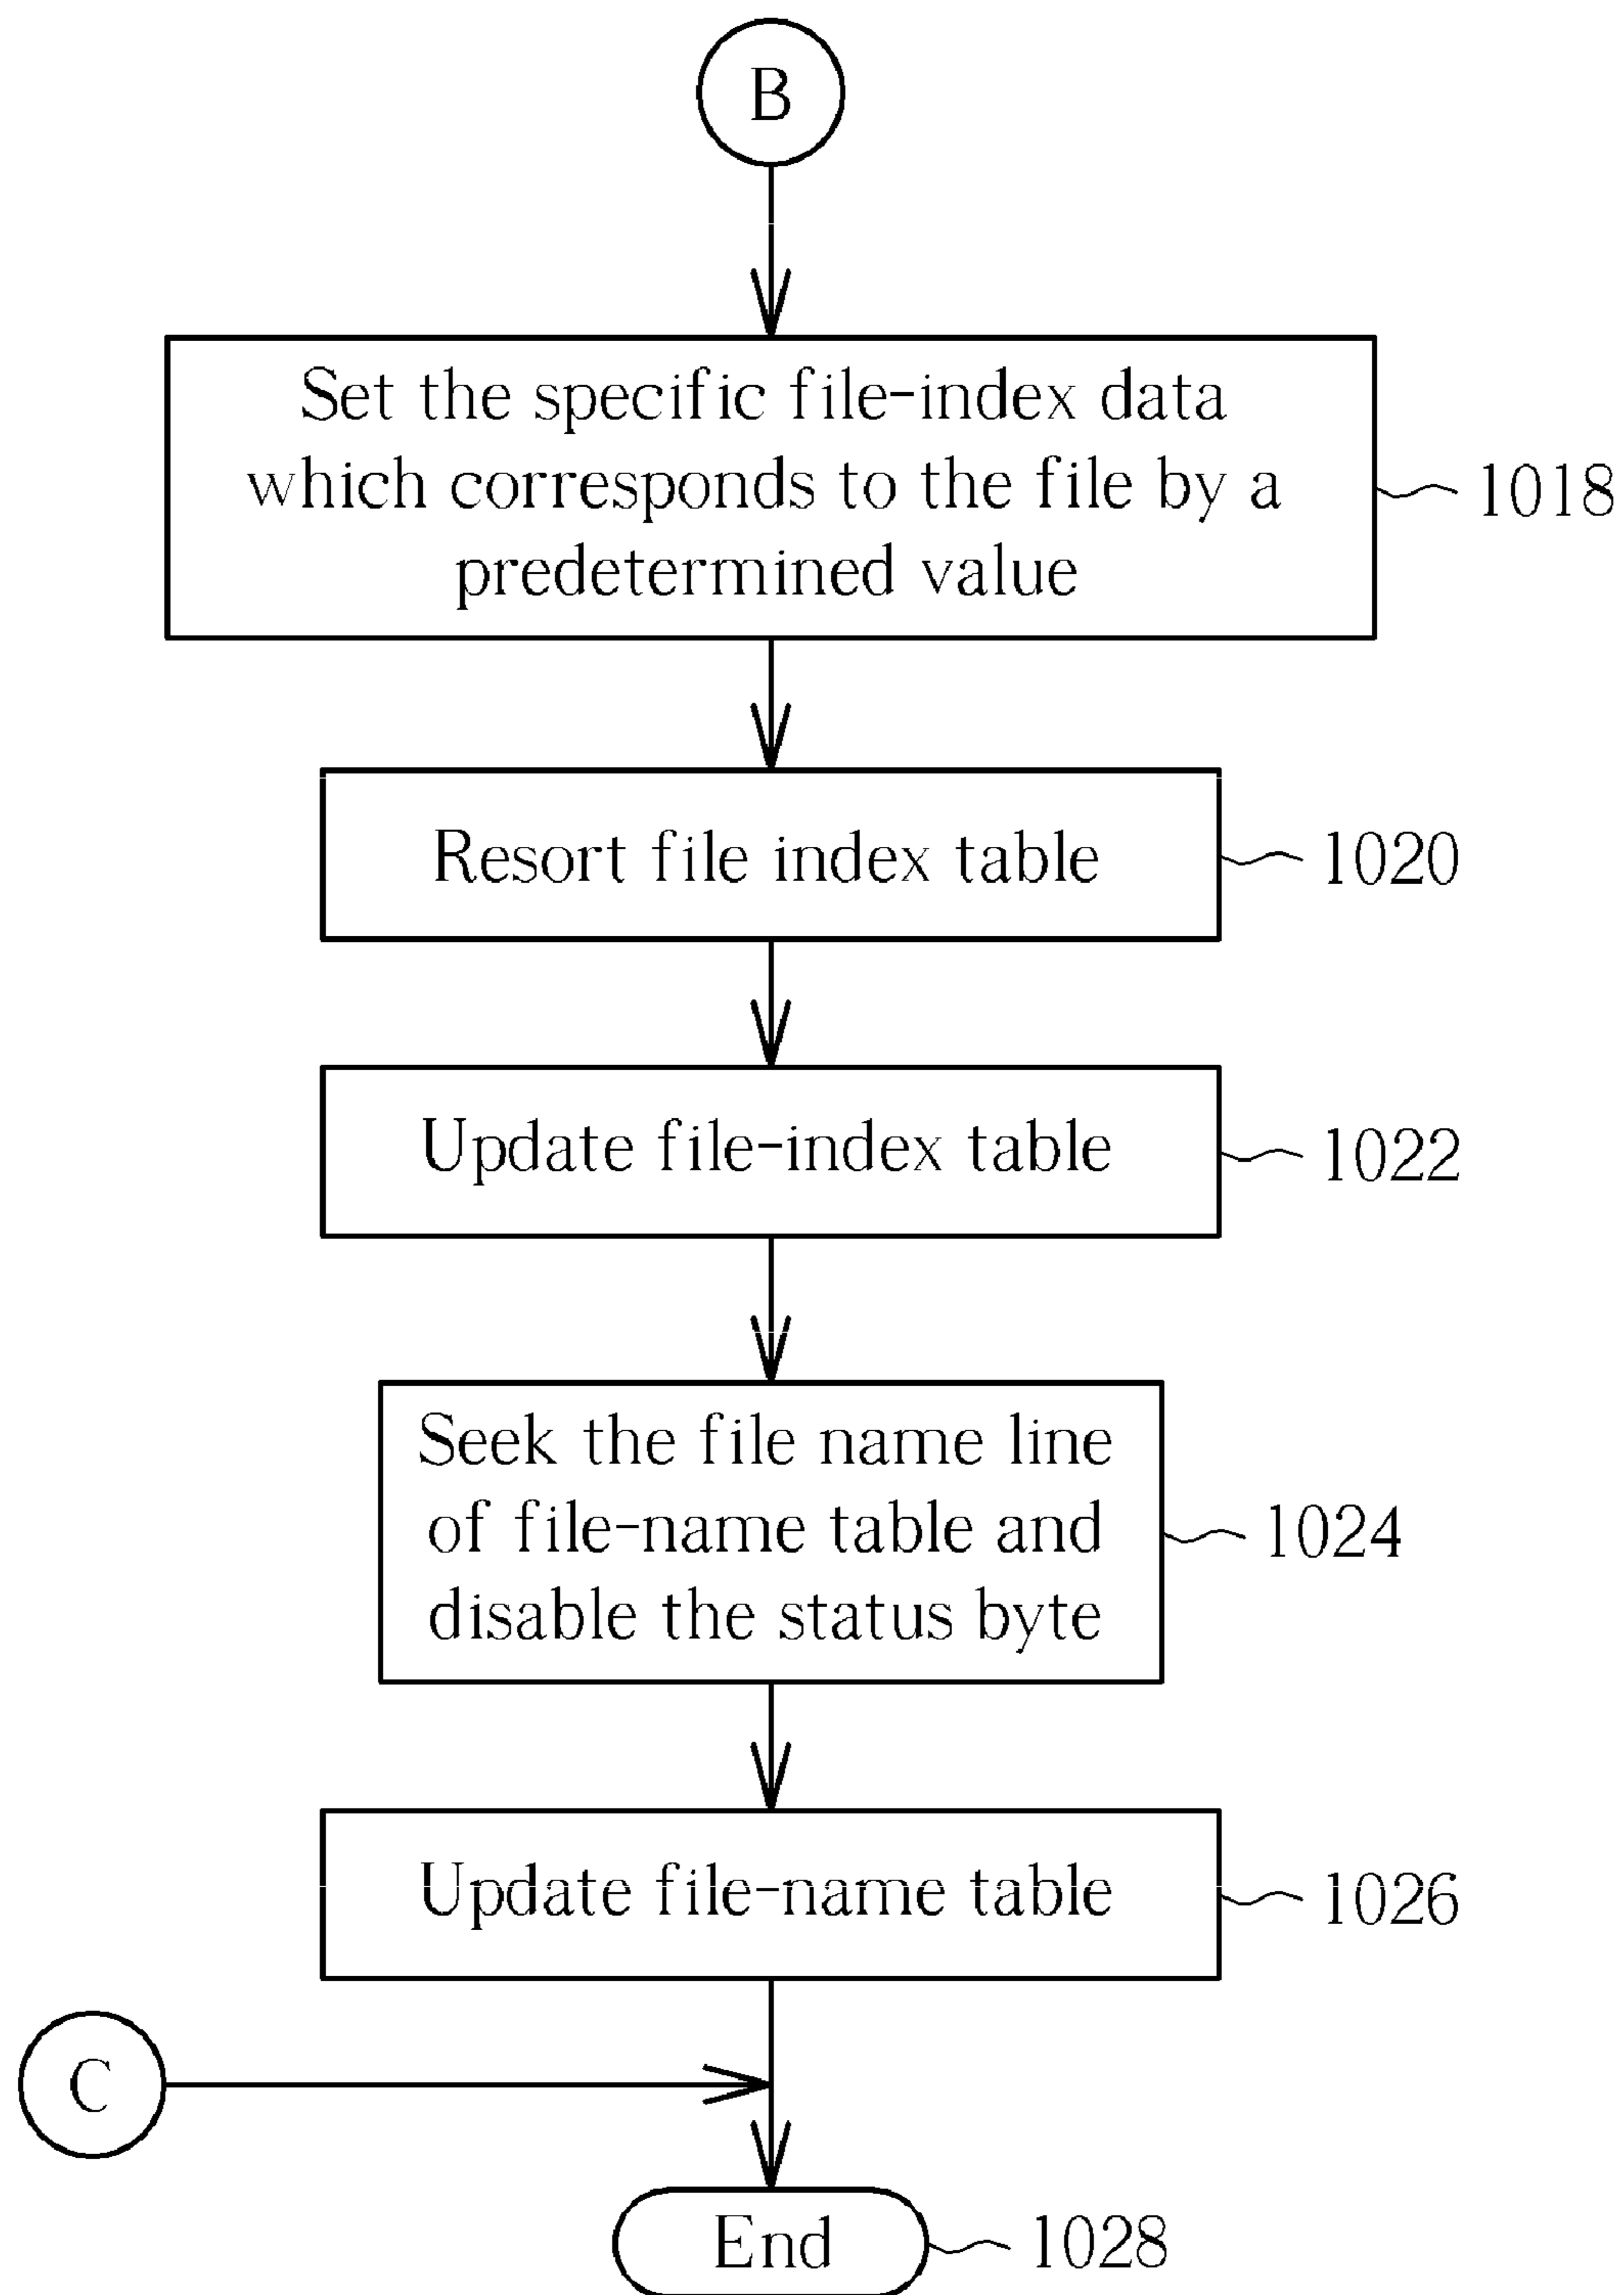 B
Set the specific file-index data
which corresponds to the file by a
predetermined value
1018
Resort file index table
1020
Update file-index table
1022
Seek the file name line
of file-name table and
disable the status byte
1024
Update file-name table
1026
C
End
1028